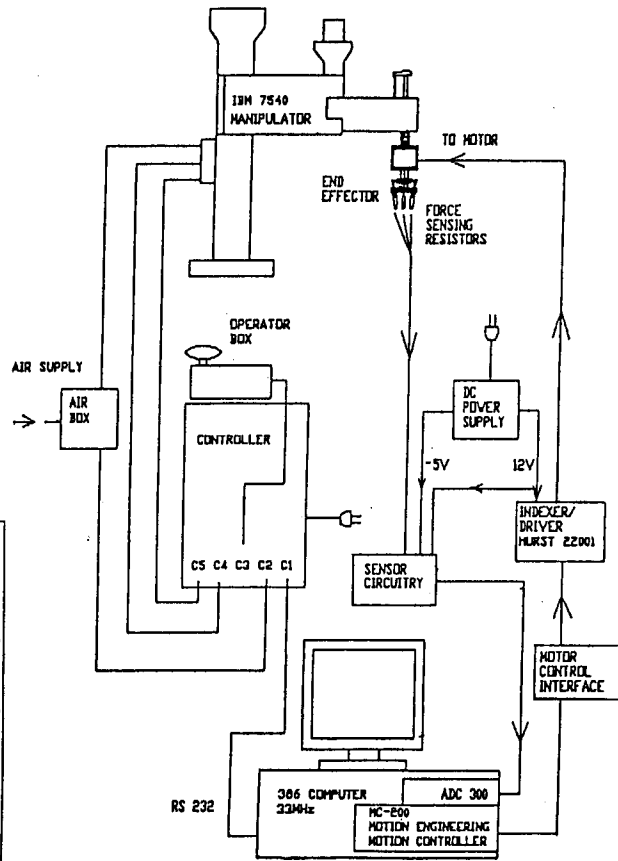 IBM 7540
MANIPULATOR
TO MOTOR
END
EFFECTOR
FORCE
SENSING
RESISTORS
OPERATOR
BOX
AIR SUPPLY
AIR
BOX
DC
POWER
SUPPLY
CONTROLLER
-5V
12V
INDEXER/
DRIVER
HURST 22001
C5 C4 C3 C2 C1
SENSOR
CIRCUITRY
MOTOR
CONTROL
INTERFACE
RS 232
386 COMPUTER
33MHz
ADC 300
MC-200
MOTION ENGINEERING
MOTION CONTROLLER